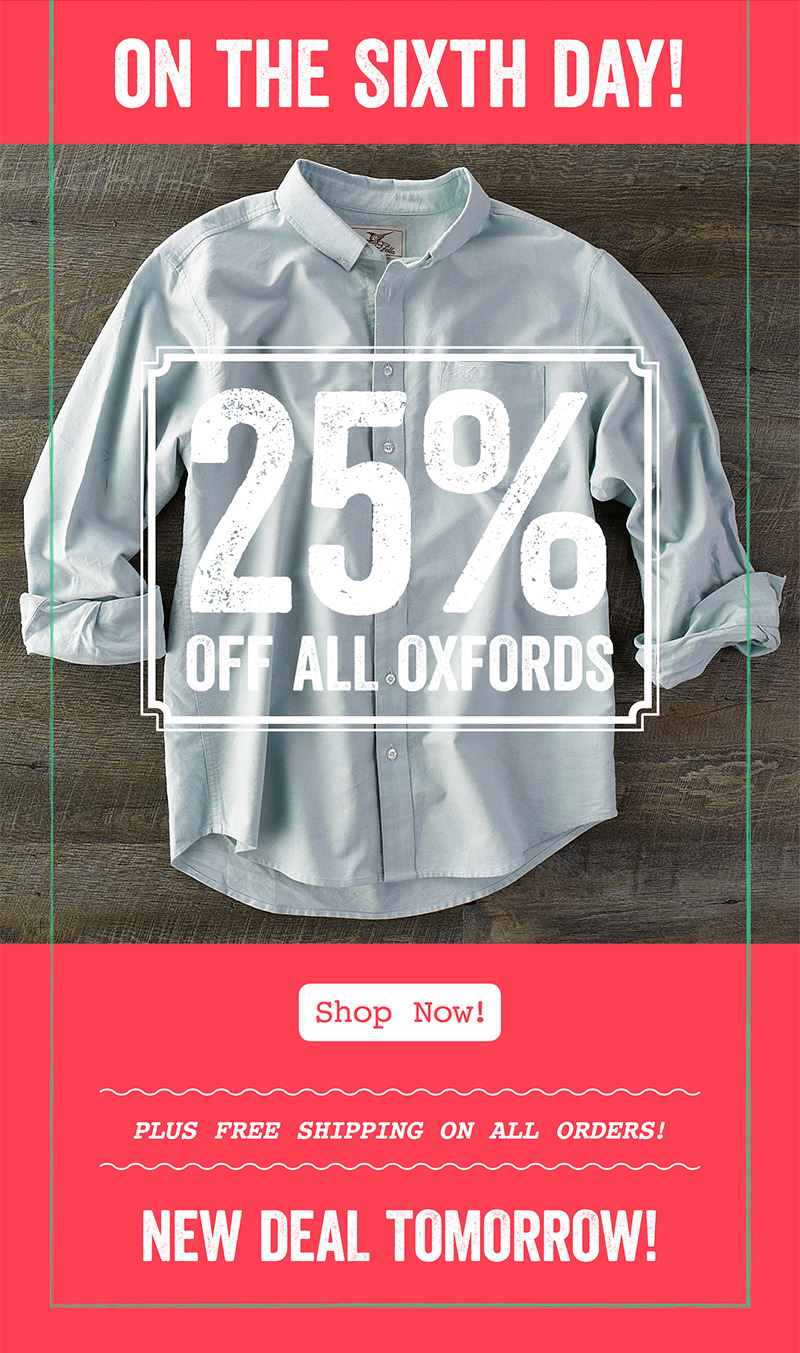 ON THE SIXTH DAY!
25%
OFF ALL OXFORDS
Shop Now!
PLUS FREE SHIPPING ON ALL ORDERS!
NEW DEAL TOMORROW!